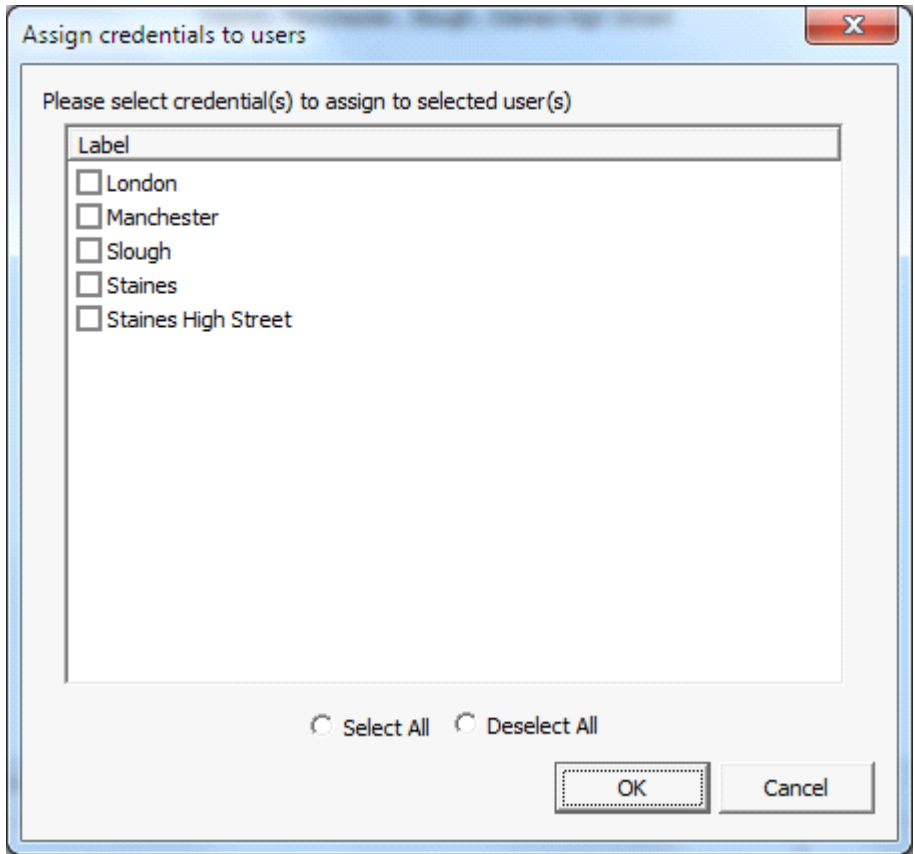 Assign credentials to users
Please select credential(s) to assign to selected user(s)
Label
London
Manchester
Slough
Staines
Staines High Street
Select All Deselect All
OK Cancel